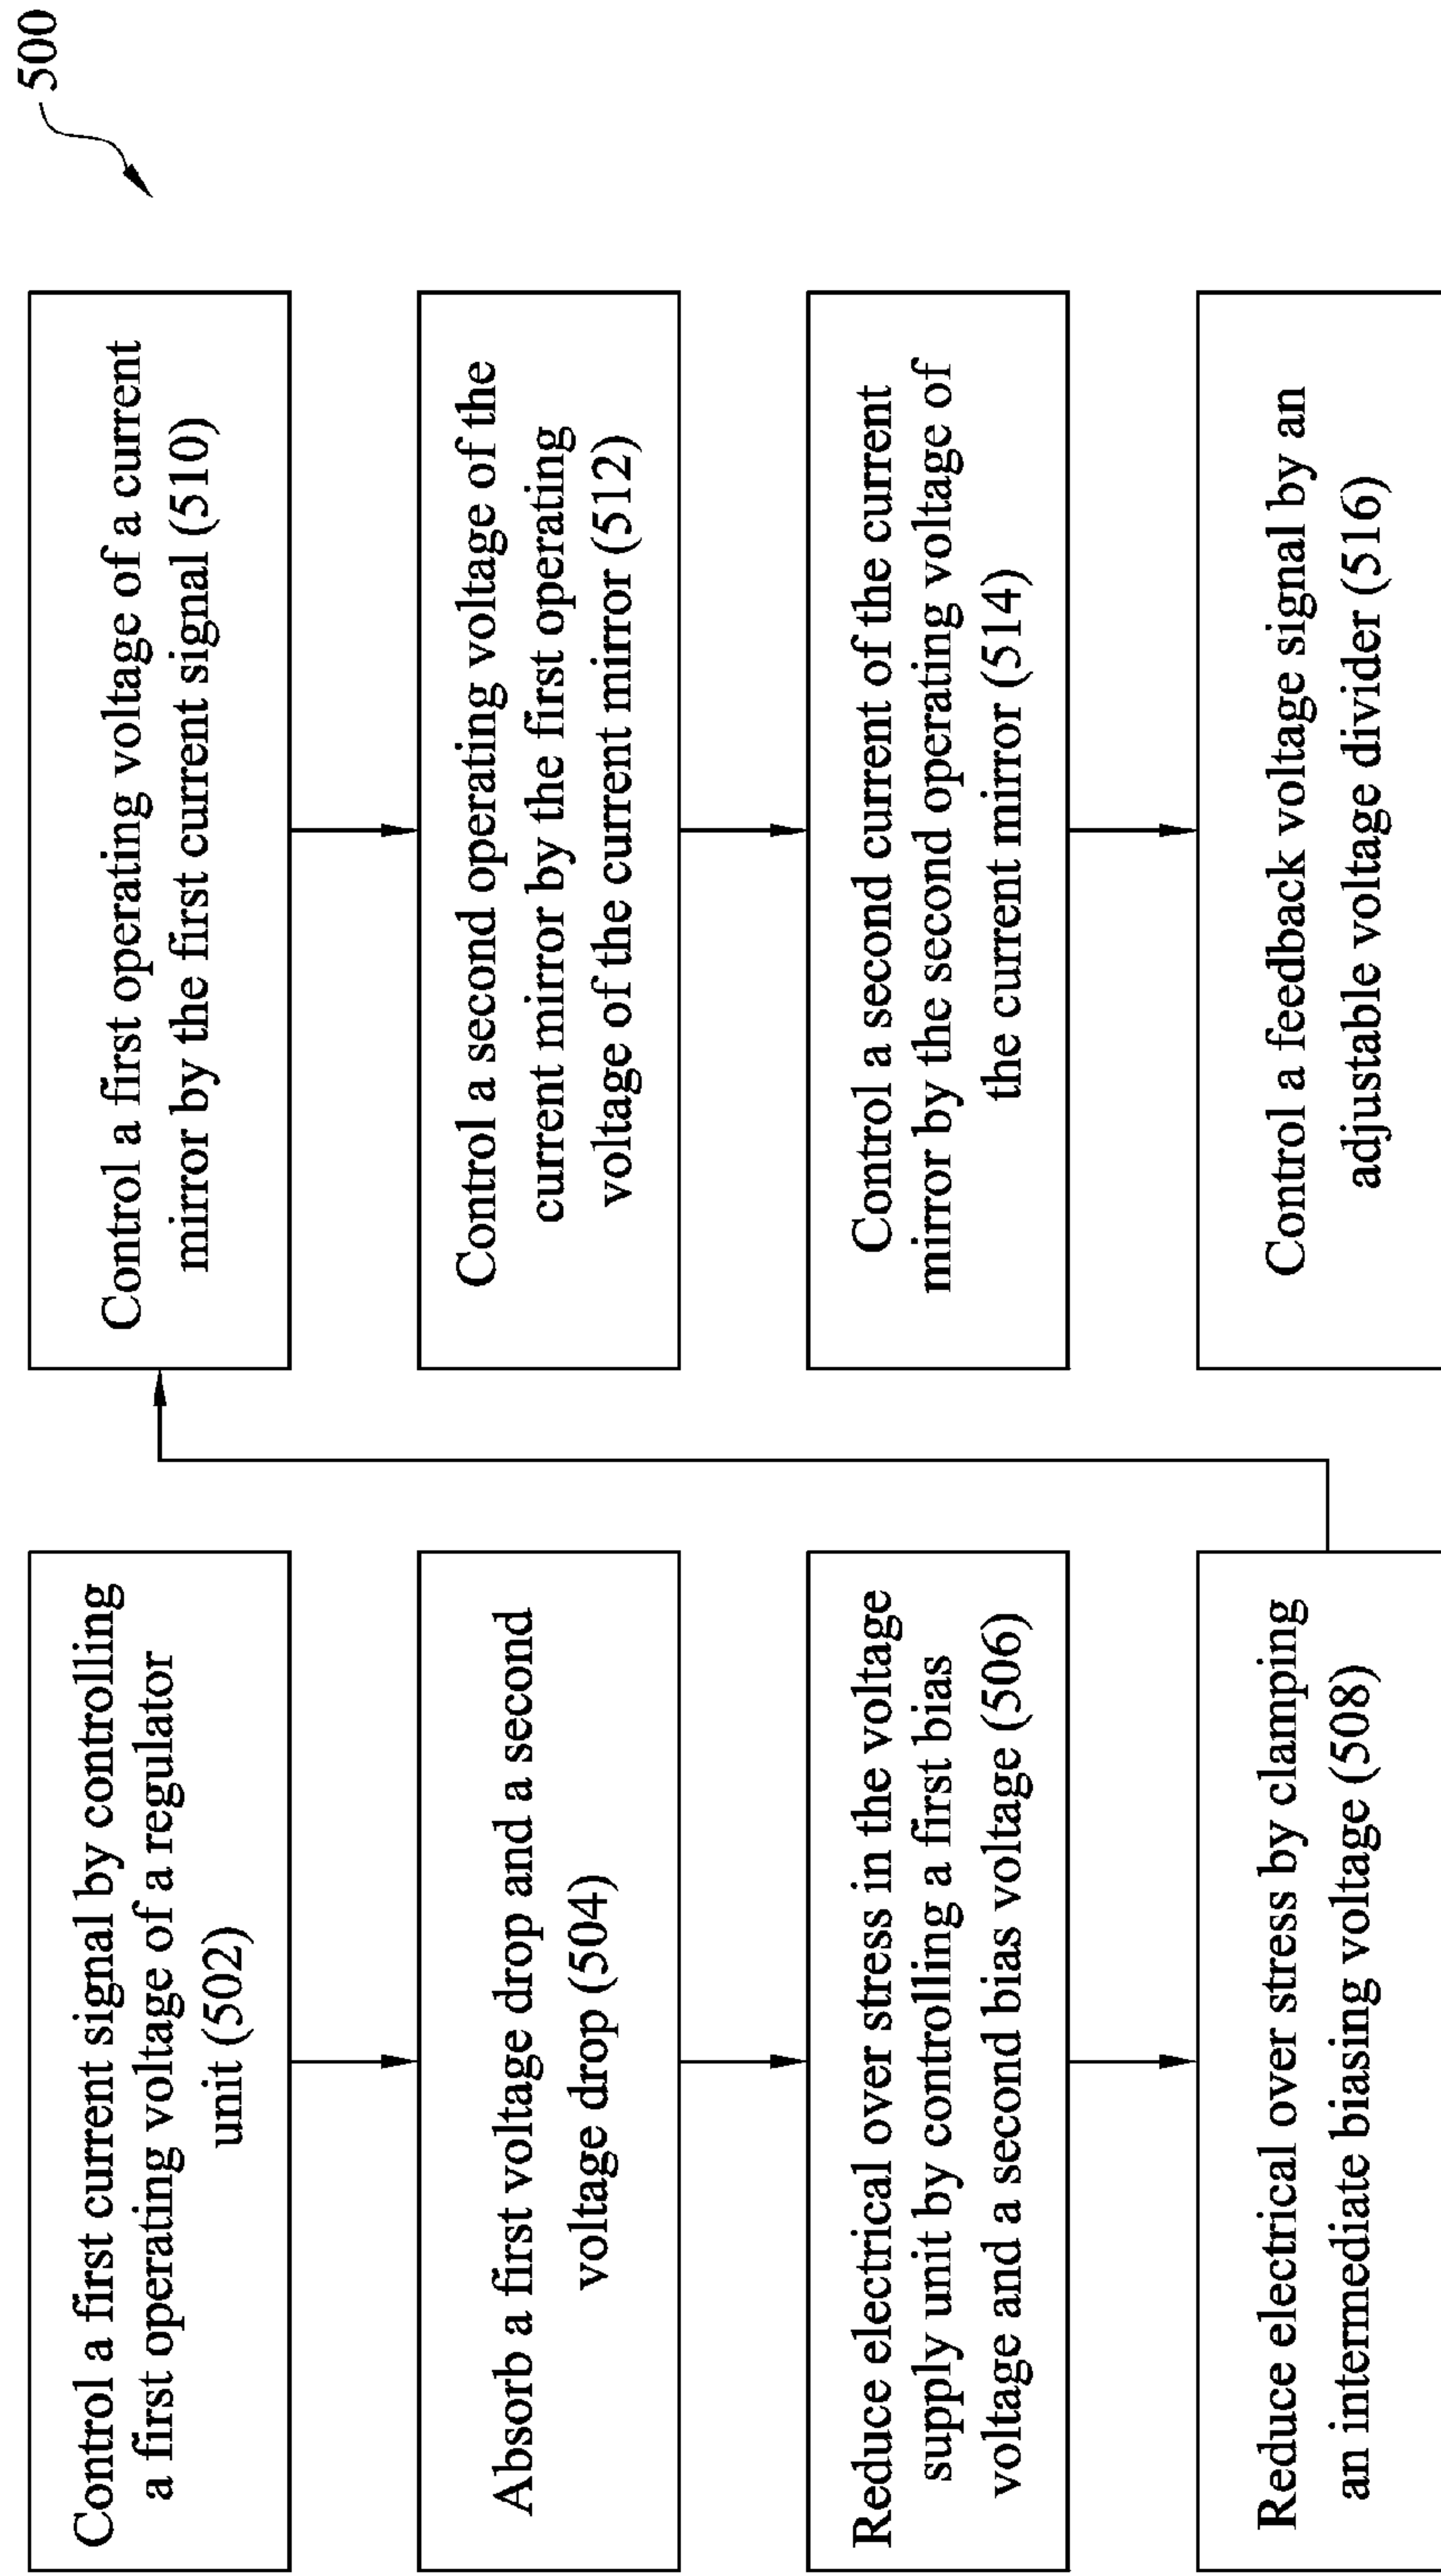 500
Control a first current signal by controlling
a first operating voltage of a regulator
unit (502)
Absorb a first voltage drop and a second
voltage drop (504)
Reduce electrical over stress in the voltage
supply unit by controlling a first bias
voltage and a second bias voltage (506)
Reduce electrical over stress by clamping
an intermediate biasing voltage (508)
Control a first operating voltage of a current
mirror by the first current signal (510)
Control a second operating voltage of the
current mirror by the first operating
voltage of the current mirror (512)
Control a second current of the current
mirror by the second operating voltage of
the current mirror (514)
Control a feedback voltage signal by an
adjustable voltage divider (516)